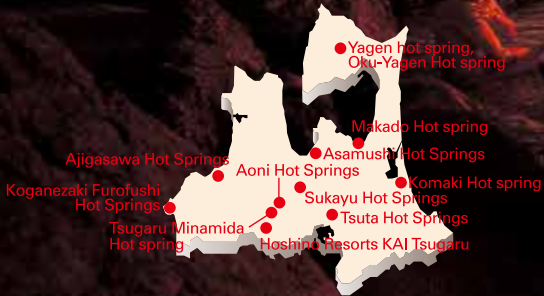 Yagen hot spring,
Oku-Yagen Hot spring
Makado Hot spring
Asamushi Hot Springs
Ajigasawa Hot Springs
Aoni Hot Springs
Komaki Hot spring
Koganezaki Furofushi
Hot Springs
Sukayu Hot Springs
Tsuta Hot Springs
Tsugaru Minamida
Hot spring
Hoshino Resorts KAI Tsugaru